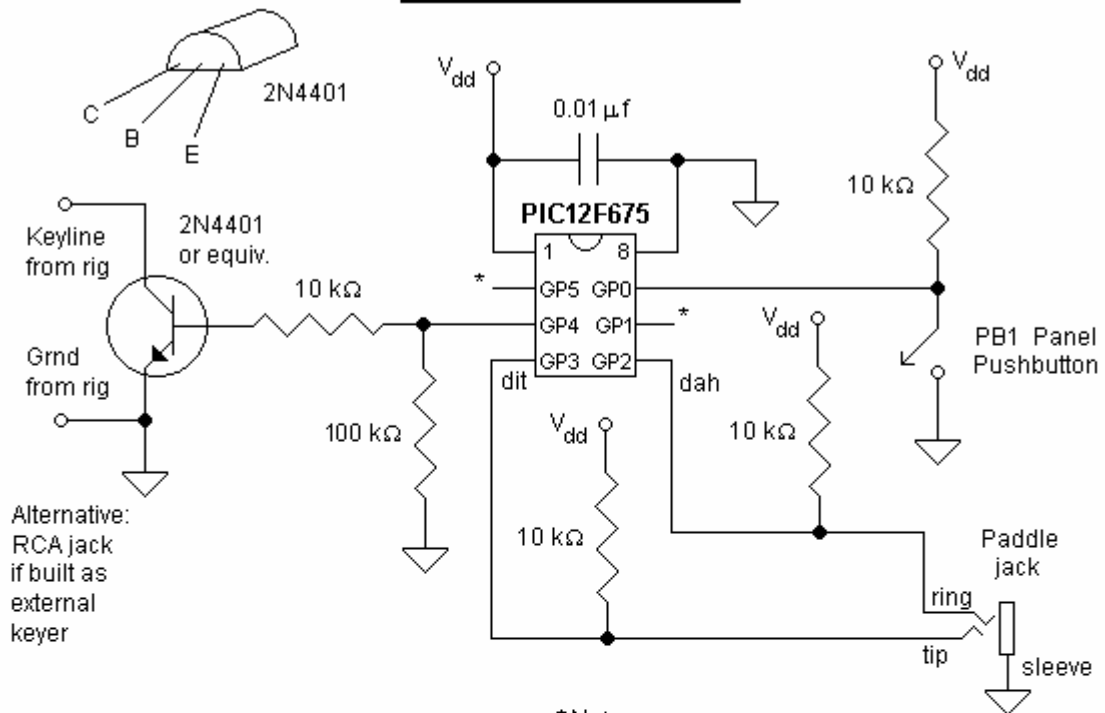 2N4401
C
B
E
V dd
0.01 µf
V dd
10 kΩ
PIC12F675
1 8
* GP5 GP0
GP4 GP1 *
GP3 GP2
dit
dah
Keyline
from rig
2N4401
or equiv.
10 kΩ
Grnd
from rig
100 kΩ
V dd
10 kΩ
V dd
10 kΩ
PB1 Panel
Pushbutton
Alternative:
RCA jack
if built as
external
keyer
Paddle
jack
ring
tip
sleeve